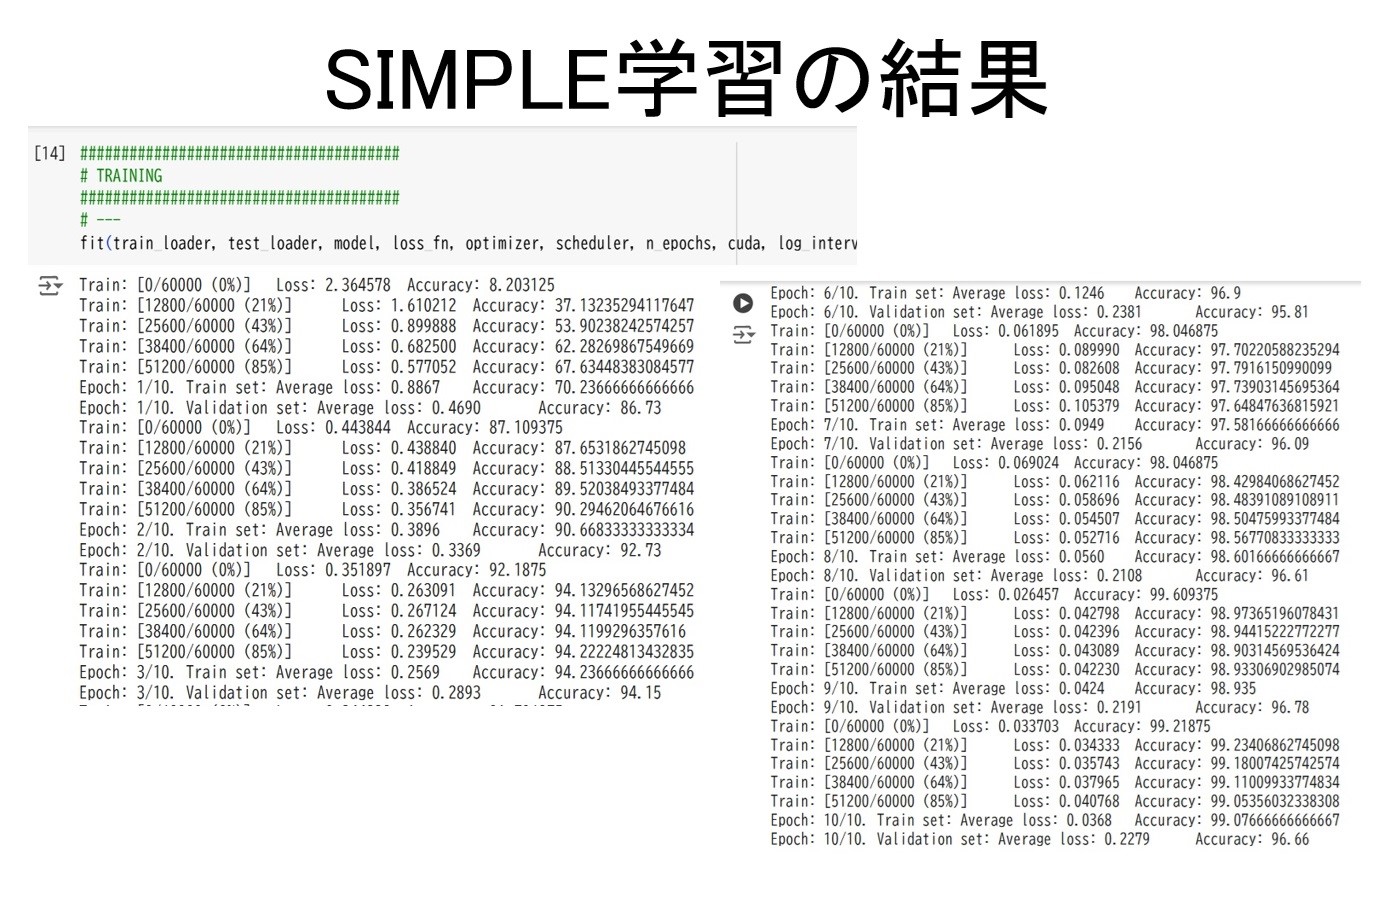 SIMPLE学習の結果
[14] #######################################
# TRAINING
#######################################
# ---
fit(train_loader, test_loader, model, loss_fn, optimizer, scheduler, n_epochs, cuda, log_interv
Train: [0/60000 (0%)] Loss: 2.364578 Accuracy: 8.203125
Train: [12800/60000 (21%)] Loss: 1.610212 Accuracy: 37.13235294117647
Train: [25600/60000 (43%)] Loss: 0.899888 Accuracy: 53.90238242574257
Train: [38400/60000 (64%)] Loss: 0.682500 Accuracy: 62.28269867549669
Train: [51200/60000 (85%)] Loss: 0.577052 Accuracy: 67.63448383084577
Epoch: 1/10. Train set: Average loss: 0.8867 Accuracy: 70.23666666666666
Epoch: 1/10. Validation set: Average loss: 0.4690 Accuracy: 86.73
Train: [0/60000 (0%)] Loss: 0.443844 Accuracy: 87.109375
Train: [12800/60000 (21%)] Loss: 0.438840 Accuracy: 87.6531862745098
Train: [25600/60000 (43%)] Loss: 0.418849 Accuracy: 88.51330445544555
Train: [38400/60000 (64%)] Loss: 0.386524 Accuracy: 89.52038493377484
Train: [51200/60000 (85%)] Loss: 0.356741 Accuracy: 90.29462064676616
Epoch: 2/10. Train set: Average loss: 0.3896 Accuracy: 90.66833333333334
Epoch: 2/10. Validation set: Average loss: 0.3369 Accuracy: 92.73
Train: [0/60000 (0%)] Loss: 0.351897 Accuracy: 92.1875
Train: [12800/60000 (21%)] Loss: 0.263091 Accuracy: 94.13296568627452
Train: [25600/60000 (43%)] Loss: 0.267124 Accuracy: 94.11741955445545
Train: [38400/60000 (64%)] Loss: 0.262329 Accuracy: 94.1199296357616
Train: [51200/60000 (85%)] Loss: 0.239529 Accuracy: 94.22224813432835
Epoch: 3/10. Train set: Average loss: 0.2569 Accuracy: 94.23666666666666
Epoch: 3/10. Validation set: Average loss: 0.2893 Accuracy: 94.15
Epoch: 6/10. Train set: Average loss: 0.1246 Accuracy: 96.9
Epoch: 6/10. Validation set: Average loss: 0.2381 Accuracy: 95.81
Train: [0/60000 (0%)] Loss: 0.061895 Accuracy: 98.046875
Train: [12800/60000 (21%)] Loss: 0.089990 Accuracy: 97.70220588235294
Train: [25600/60000 (43%)] Loss: 0.082608 Accuracy: 97.7916150990099
Train: [38400/60000 (64%)] Loss: 0.095048 Accuracy: 97.73903145695364
Train: [51200/60000 (85%)] Loss: 0.105379 Accuracy: 97.64847636815921
Epoch: 7/10. Train set: Average loss: 0.0949 Accuracy: 97.58166666666666
Epoch: 7/10. Validation set: Average loss: 0.2156 Accuracy: 96.09
Train: [0/60000 (0%)] Loss: 0.069024 Accuracy: 98.046875
Train: [12800/60000 (21%)] Loss: 0.062116 Accuracy: 98.42984068627452
Train: [25600/60000 (43%)] Loss: 0.058696 Accuracy: 98.48391089108911
Train: [38400/60000 (64%)] Loss: 0.054507 Accuracy: 98.50475993377484
Train: [51200/60000 (85%)] Loss: 0.052716 Accuracy: 98.56770833333333
Epoch: 8/10. Train set: Average loss: 0.0560 Accuracy: 98.60166666666667
Epoch: 8/10. Validation set: Average loss: 0.2108 Accuracy: 96.61
Train: [0/60000 (0%)] Loss: 0.026457 Accuracy: 99.609375
Train: [12800/60000 (21%)] Loss: 0.042798 Accuracy: 98.97365196078431
Train: [25600/60000 (43%)] Loss: 0.042396 Accuracy: 98.94415222772277
Train: [38400/60000 (64%)] Loss: 0.043089 Accuracy: 98.90314569536424
Train: [51200/60000 (85%)] Loss: 0.042230 Accuracy: 98.93306902985074
Epoch: 9/10. Train set: Average loss: 0.0424 Accuracy: 98.935
Epoch: 9/10. Validation set: Average loss: 0.2191 Accuracy: 96.78
Train: [0/60000 (0%)] Loss: 0.033703 Accuracy: 99.21875
Train: [12800/60000 (21%)] Loss: 0.034333 Accuracy: 99.23406862745098
Train: [25600/60000 (43%)] Loss: 0.035743 Accuracy: 99.18007425742574
Train: [38400/60000 (64%)] Loss: 0.037965 Accuracy: 99.11009933774834
Train: [51200/60000 (85%)] Loss: 0.040768 Accuracy: 99.05356032338308
Epoch: 10/10. Train set: Average loss: 0.0368 Accuracy: 99.07666666666667
Epoch: 10/10. Validation set: Average loss: 0.2279 Accuracy: 96.66